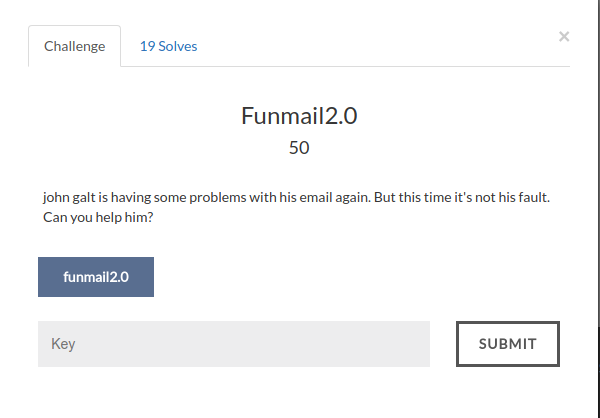 Challenge
19 Solves
×
Funmail2.0
50
john galt is having some problems with his email again. But this time it's not his fault.
Can you help him?
funmail2.0
Key
SUBMIT